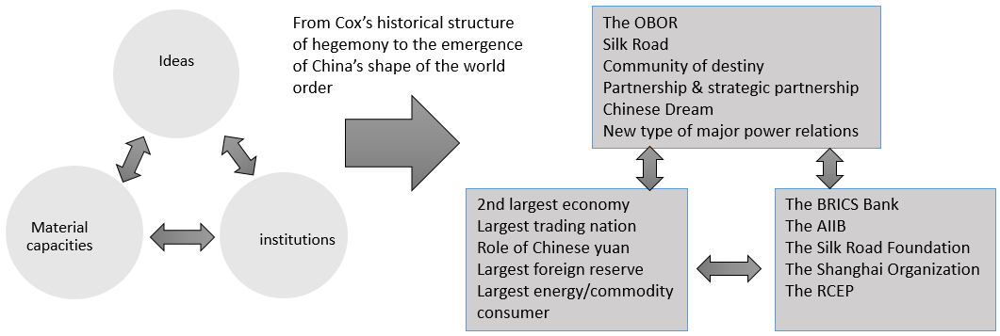 Ideas
Material
capacities
institutions
From Cox’s historical structure
of hegemony to the emergence
of China’s shape of the world
order
The OBOR
Silk Road
Community of destiny
Partnership & strategic partnership
Chinese Dream
New type of major power relations
2nd largest economy
Largest trading nation
Role of Chinese yuan
Largest foreign reserve
Largest energy/commodity
consumer
The BRICS Bank
The AIIB
The Silk Road Foundation
The Shanghai Organization
The RCEP